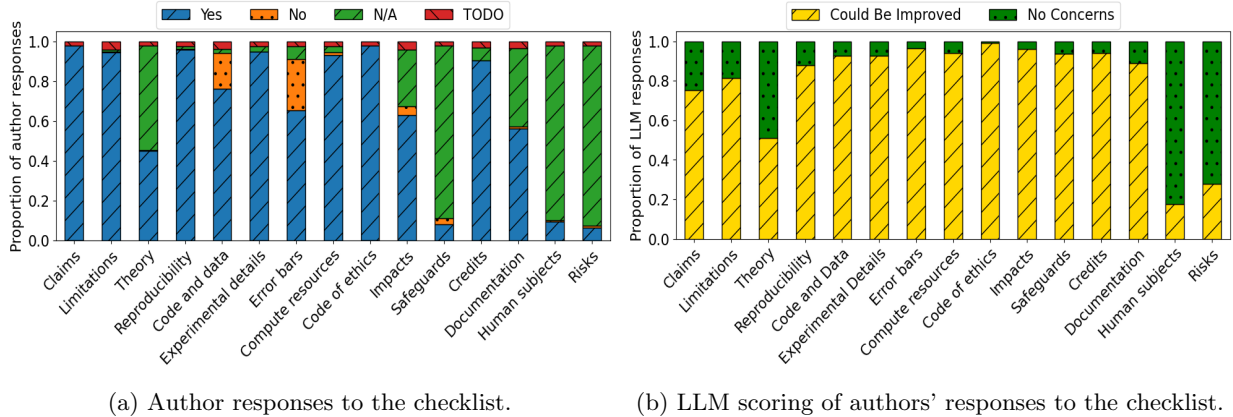 Yes No N/A TODO
Proportion of author responses
1.0
0.8
0.6
0.4
0.2
0.0
Claims
Limitations
Theory
Reproducibility
Code and data
Experimental details
Error bars
Compute resources
Code of ethics
Impacts
Safeguards
Credits
Documentation
Human subjects
Risks
(a) Author responses to the checklist.
Could Be Improved No Concerns
Proportion of LLM responses
1.0
0.8
0.6
0.4
0.2
0.0
Claims
Limitations
Theory
Reproducibility
Code and Data
Experimental Details
Error bars
Compute resources
Code of ethics
Impacts
Safeguards
Credits
Documentation
Human subjects
Risks
(b) LLM scoring of authors' responses to the checklist.